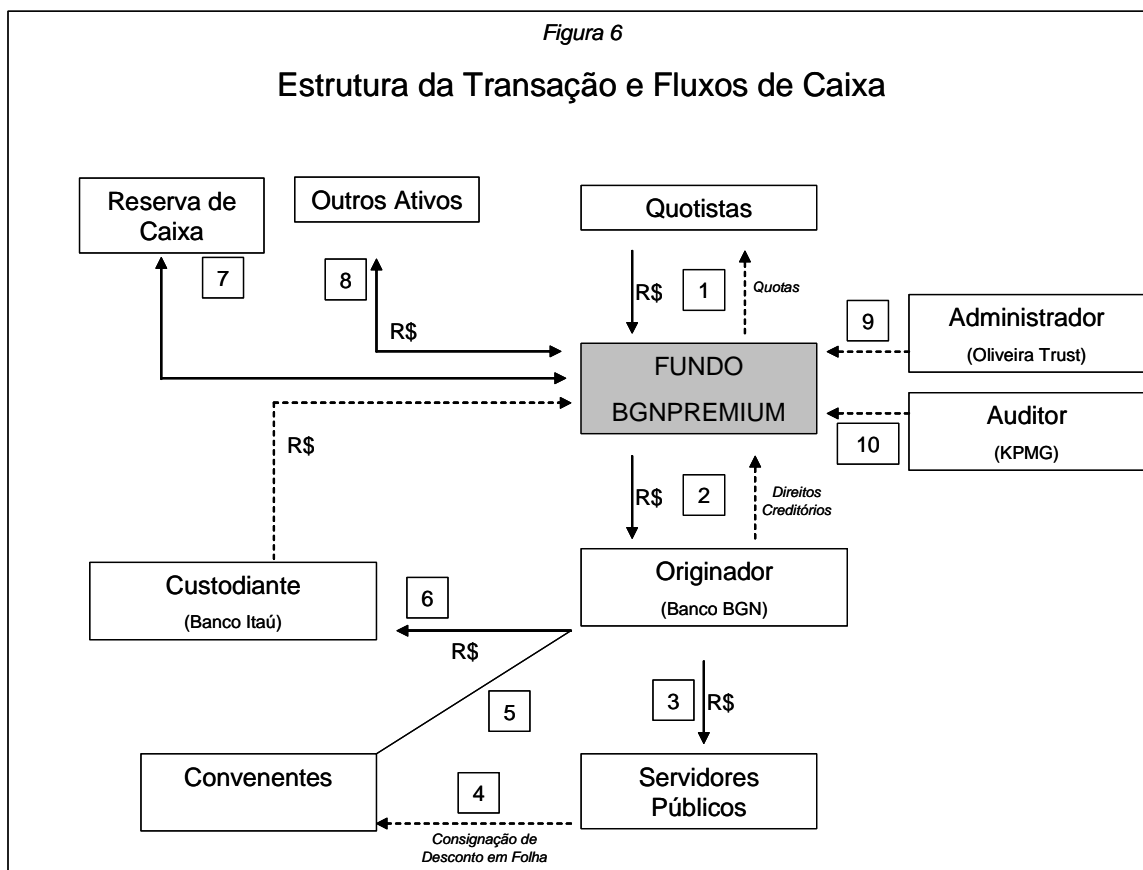 Figura 6
Estrutura da Transação e Fluxos de Caixa
Reserva de
Caixa
Outros Ativos
Quotistas
7
8
R$
1
Quotas
R$
9
Administrador
(Oliveira Trust)
FUNDO
BGNPREMIUM
10
Auditor
(KPMG)
R$
R$
2
Direitos
Creditórios
Custodiante
(Banco Itaú)
6
R$
Originador
(Banco BGN)
5
3
R$
Convenentes
4
Consignação de
Desconto em Folha
Servidores
Públicos